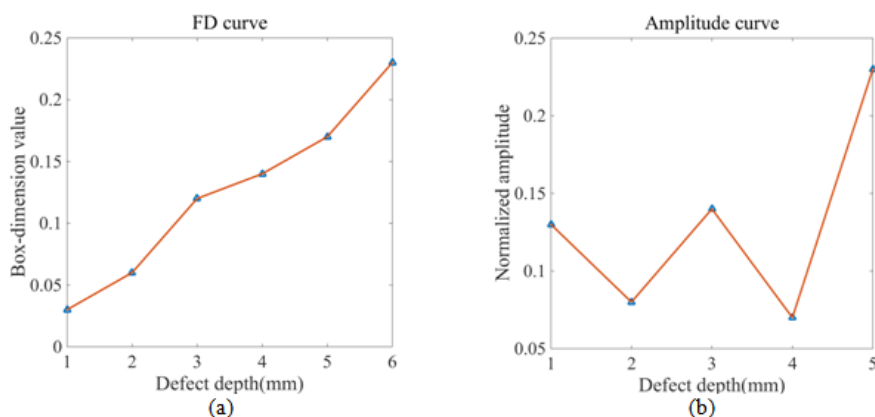 FD curve
Box-dimension value
0.25
0.2
0.15
0.1
0.05
0
1 2 3 4 5 6
Defect depth(mm)
(a)
Amplitude curve
Normalized amplitude
0.25
0.2
0.15
0.1
0.05
1 2 3 4 5
Defect depth(mm)
(b)